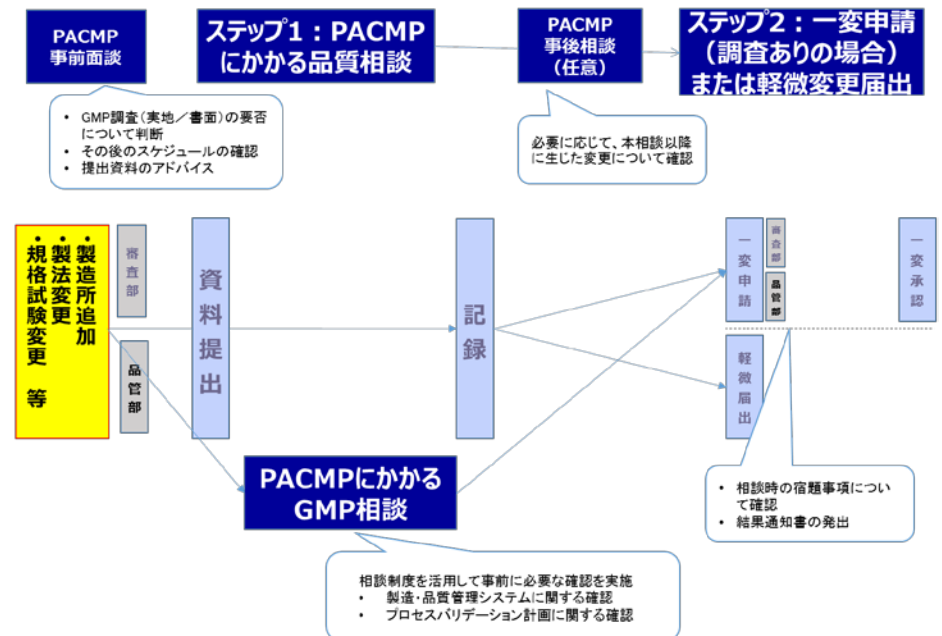 PACMP
事前面談
ステップ1：PACMP
にかかる品質相談
PACMP
事後相談
（任意）
ステップ2：一変申請
（調査ありの場合）
または軽微変更届出
・ GMP調査（実地／書面）の要否
について判断
・ その後のスケジュールの確認
・ 提出資料のアドバイス
必要に応じて、本相談以降
に生じた変更について確認
・製造所追加
・製法変更
・規格試験変更　等
審査部
品管部
資料提出
記録
一変申請
審査部
品管部
一変承認
軽微届出
PACMPにかかる
GMP相談
・ 相談時の宿題事項につい
て確認
・ 結果通知書の発出
相談制度を活用して事前に必要な確認を実施
・ 製造・品質管理システムに関する確認
・ プロセスバリデーション計画に関する確認